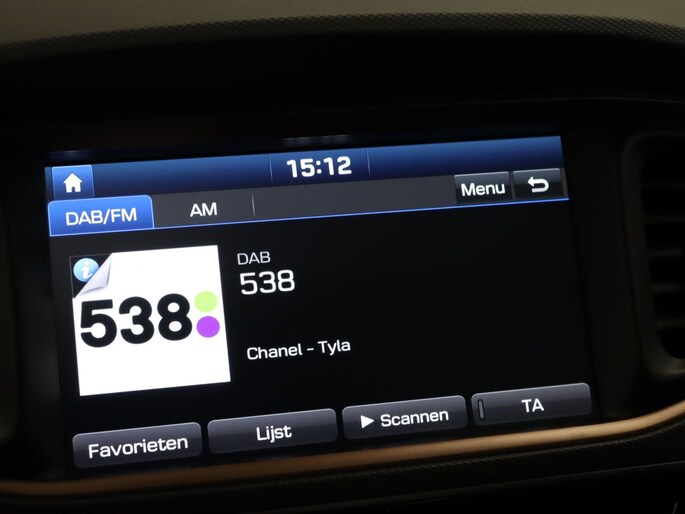 15:12
DAB/FM
AM
Menu
i
538
DAB
538
Chanel - Tyla
Favorieten
Lijst
Scannen
TA